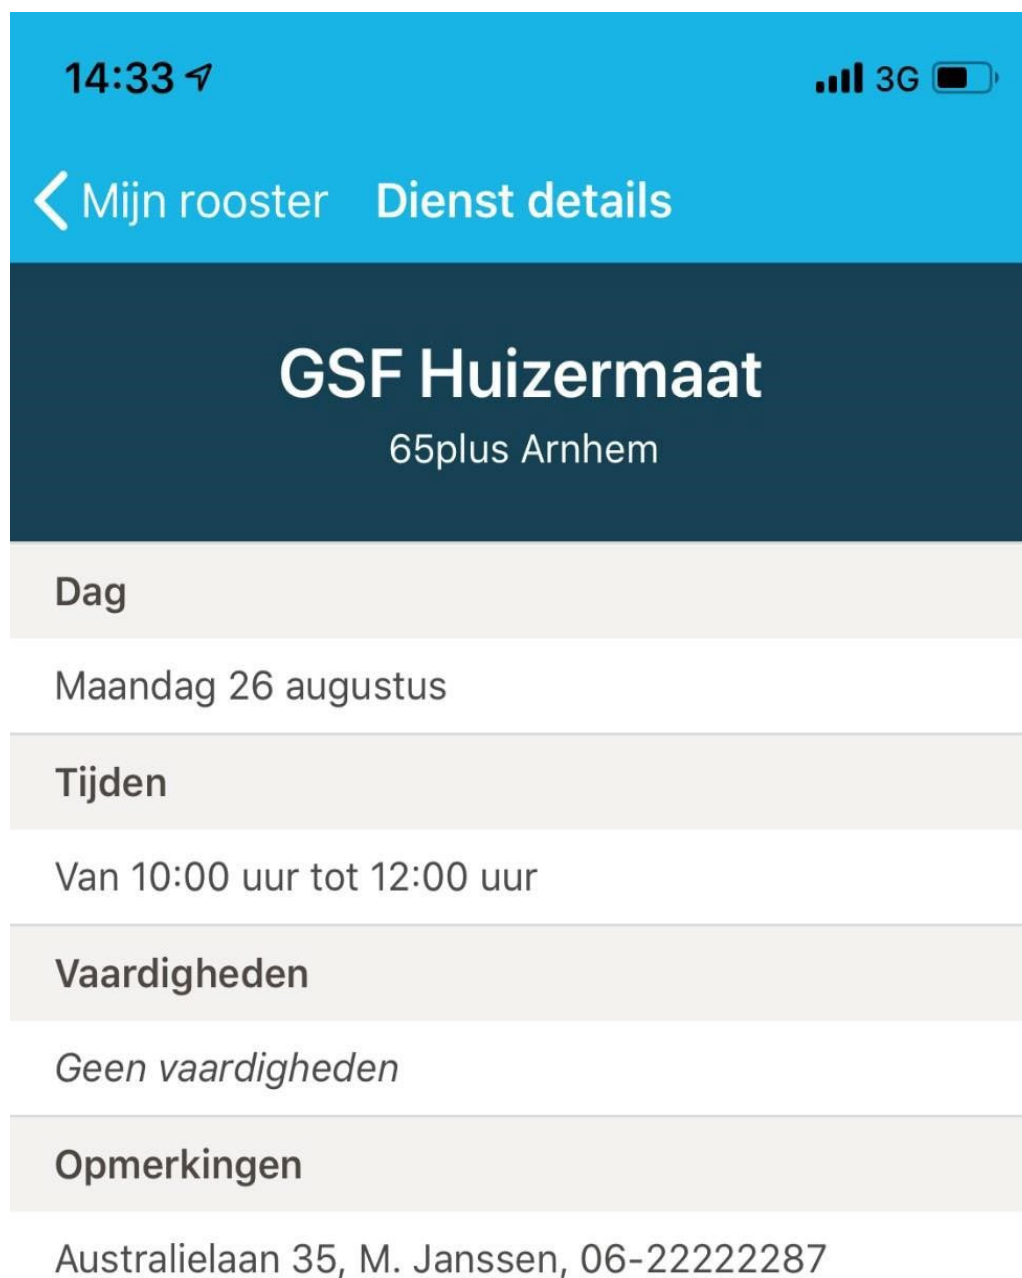 14:33
3G
Mijn rooster Dienst details
GSF Huizermaat
65plus Arnhem
Dag
Maandag 26 augustus
Tijden
Van 10:00 uur tot 12:00 uur
Vaardigheden
Geen vaardigheden
Opmerkingen
Australielaan 35, M. Janssen, 06-22222287